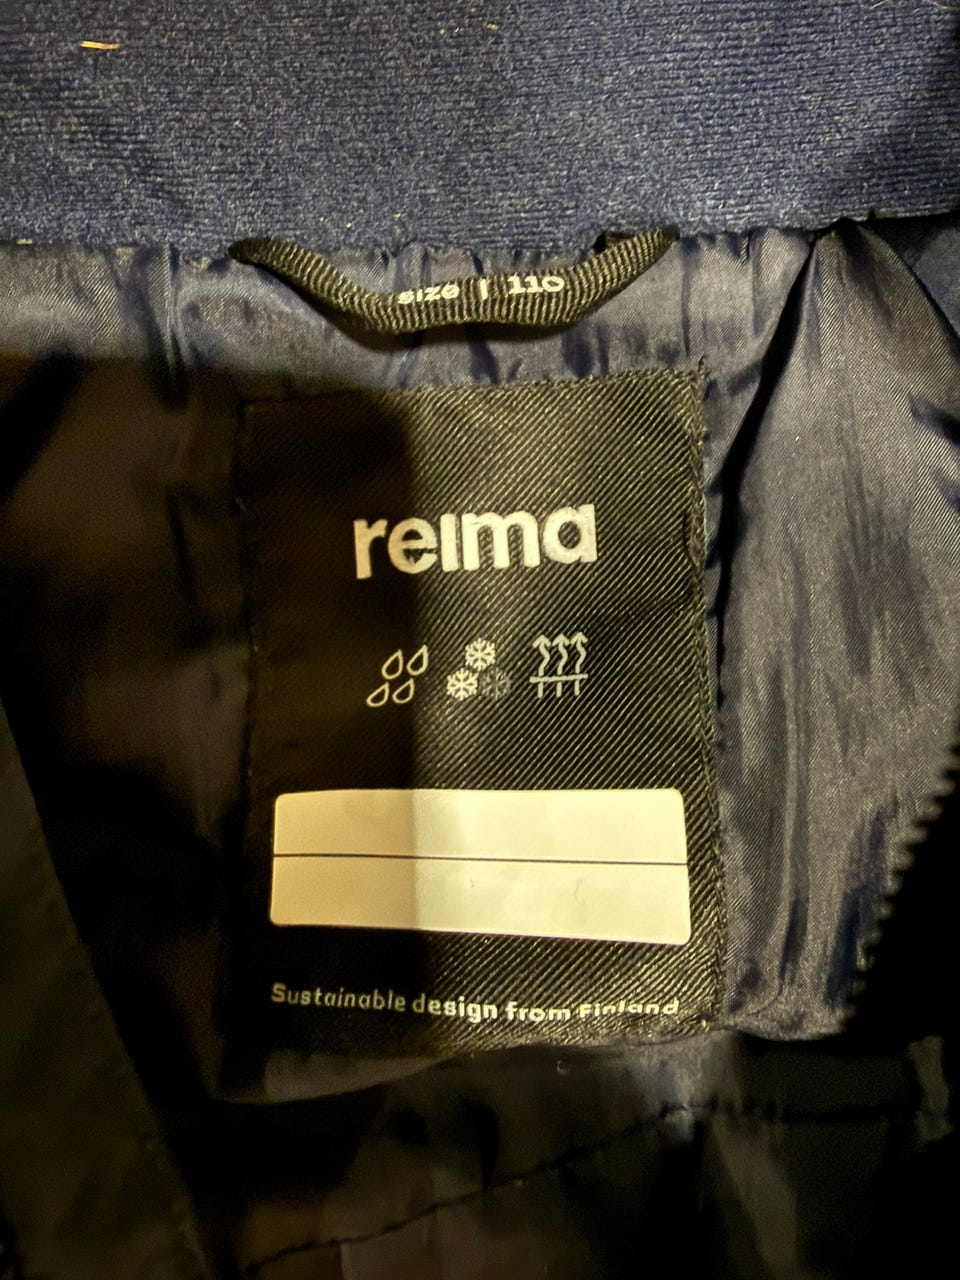 size | 110
reima
Sustainable design from Finland